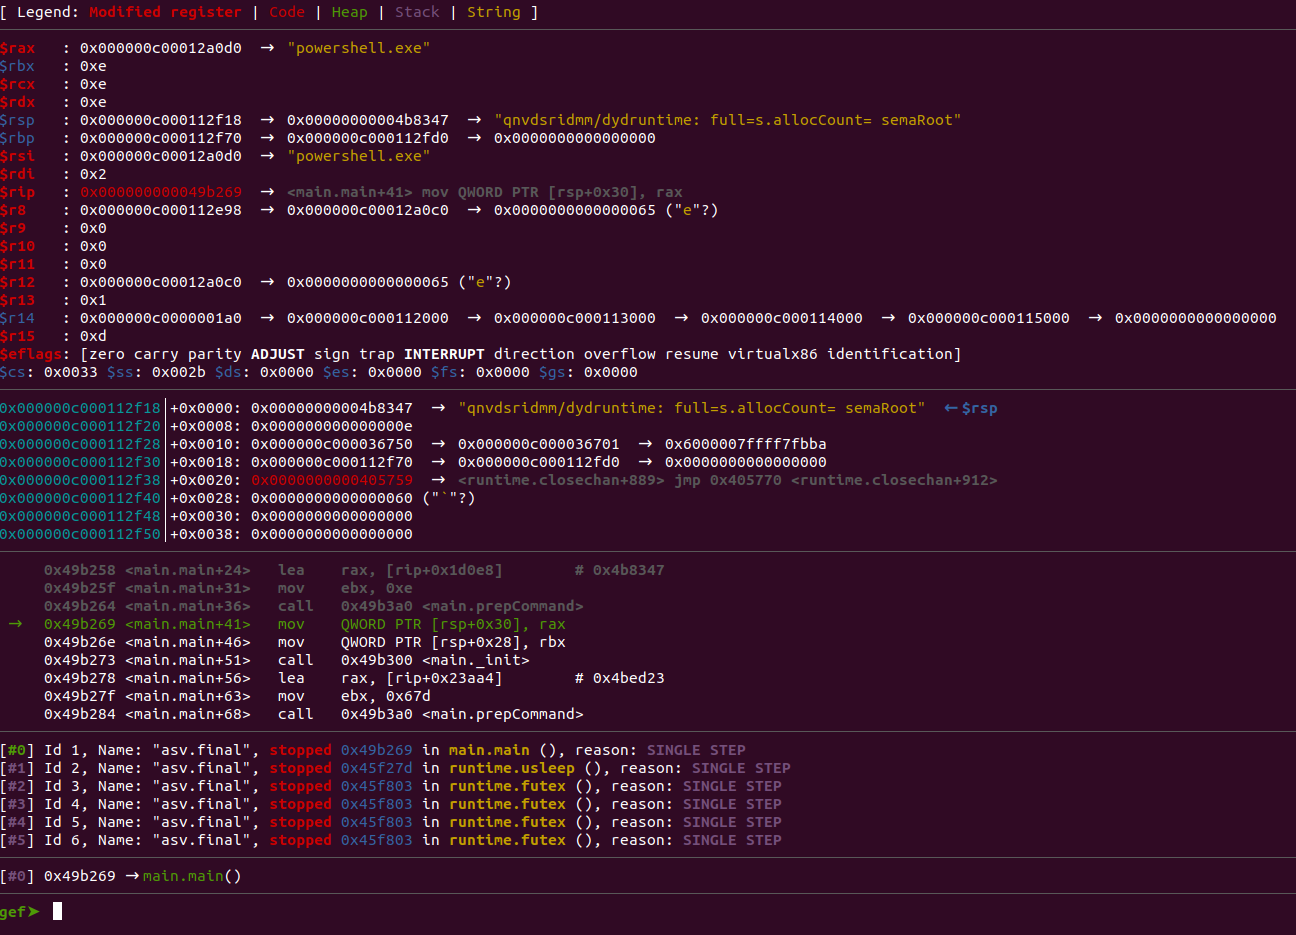 [ Legend: Modified register | Code | Heap | Stack | String ]
$rax   : 0x000000c00012a0d0  →  "powershell.exe"
$rbx   : 0xe
$rcx   : 0xe
$rdx   : 0xe
$rsp   : 0x000000c000112f18  →  0x00000000004b8347  →  "qnvdsridmm/dydruntime: full=s.allocCount= semaRoot"
$rbp   : 0x000000c000112f70  →  0x000000c000112fd0  →  0x0000000000000000
$rsi   : 0x000000c00012a0d0  →  "powershell.exe"
$rdi   : 0x2
$rip   : 0x000000000049b269  →  <main.main+41> mov QWORD PTR [rsp+0x30], rax
$r8    : 0x000000c000112e98  →  0x000000c00012a0c0  →  0x0000000000000065 ("e"?)
$r9    : 0x0
$r10   : 0x0
$r11   : 0x0
$r12   : 0x000000c00012a0c0  →  0x0000000000000065 ("e"?)
$r13   : 0x1
$r14   : 0x000000c0000001a0  →  0x000000c000112000  →  0x000000c000113000  →  0x000000c000114000  →  0x000000c000115000  →  0x0000000000000000
$r15   : 0xd
$eflags: [zero carry parity ADJUST sign trap INTERRUPT direction overflow resume virtualx86 identification]
$cs: 0x0033 $ss: 0x002b $ds: 0x0000 $es: 0x0000 $fs: 0x0000 $gs: 0x0000
0x000000c000112f18│+0x0000: 0x00000000004b8347  →  "qnvdsridmm/dydruntime: full=s.allocCount= semaRoot"  ←$rsp
0x000000c000112f20│+0x0008: 0x000000000000000e
0x000000c000112f28│+0x0010: 0x000000c000036750  →  0x000000c000036701  →  0x6000007ffff7fbba
0x000000c000112f30│+0x0018: 0x000000c000112f70  →  0x000000c000112fd0  →  0x0000000000000000
0x000000c000112f38│+0x0020: 0x0000000000405759  →  <runtime.closechan+889> jmp 0x405770 <runtime.closechan+912>
0x000000c000112f40│+0x0028: 0x0000000000000060 ("`"?)
0x000000c000112f48│+0x0030: 0x0000000000000000
0x000000c000112f50│+0x0038: 0x0000000000000000
0x49b258 <main.main+24>   lea    rax, [rip+0x1d0e8]        # 0x4b8347
0x49b25f <main.main+31>   mov    ebx, 0xe
0x49b264 <main.main+36>   call   0x49b3a0 <main.prepCommand>
→  0x49b269 <main.main+41>   mov    QWORD PTR [rsp+0x30], rax
0x49b26e <main.main+46>   mov    QWORD PTR [rsp+0x28], rbx
0x49b273 <main.main+51>   call   0x49b300 <main._init>
0x49b278 <main.main+56>   lea    rax, [rip+0x23aa4]        # 0x4bed23
0x49b27f <main.main+63>   mov    ebx, 0x67d
0x49b284 <main.main+68>   call   0x49b3a0 <main.prepCommand>
[#0] Id 1, Name: "asv.final", stopped 0x49b269 in main.main (), reason: SINGLE STEP
[#1] Id 2, Name: "asv.final", stopped 0x45f27d in runtime.usleep (), reason: SINGLE STEP
[#2] Id 3, Name: "asv.final", stopped 0x45f803 in runtime.futex (), reason: SINGLE STEP
[#3] Id 4, Name: "asv.final", stopped 0x45f803 in runtime.futex (), reason: SINGLE STEP
[#4] Id 5, Name: "asv.final", stopped 0x45f803 in runtime.futex (), reason: SINGLE STEP
[#5] Id 6, Name: "asv.final", stopped 0x45f803 in runtime.futex (), reason: SINGLE STEP
[#0] 0x49b269 →main.main()
gef➤